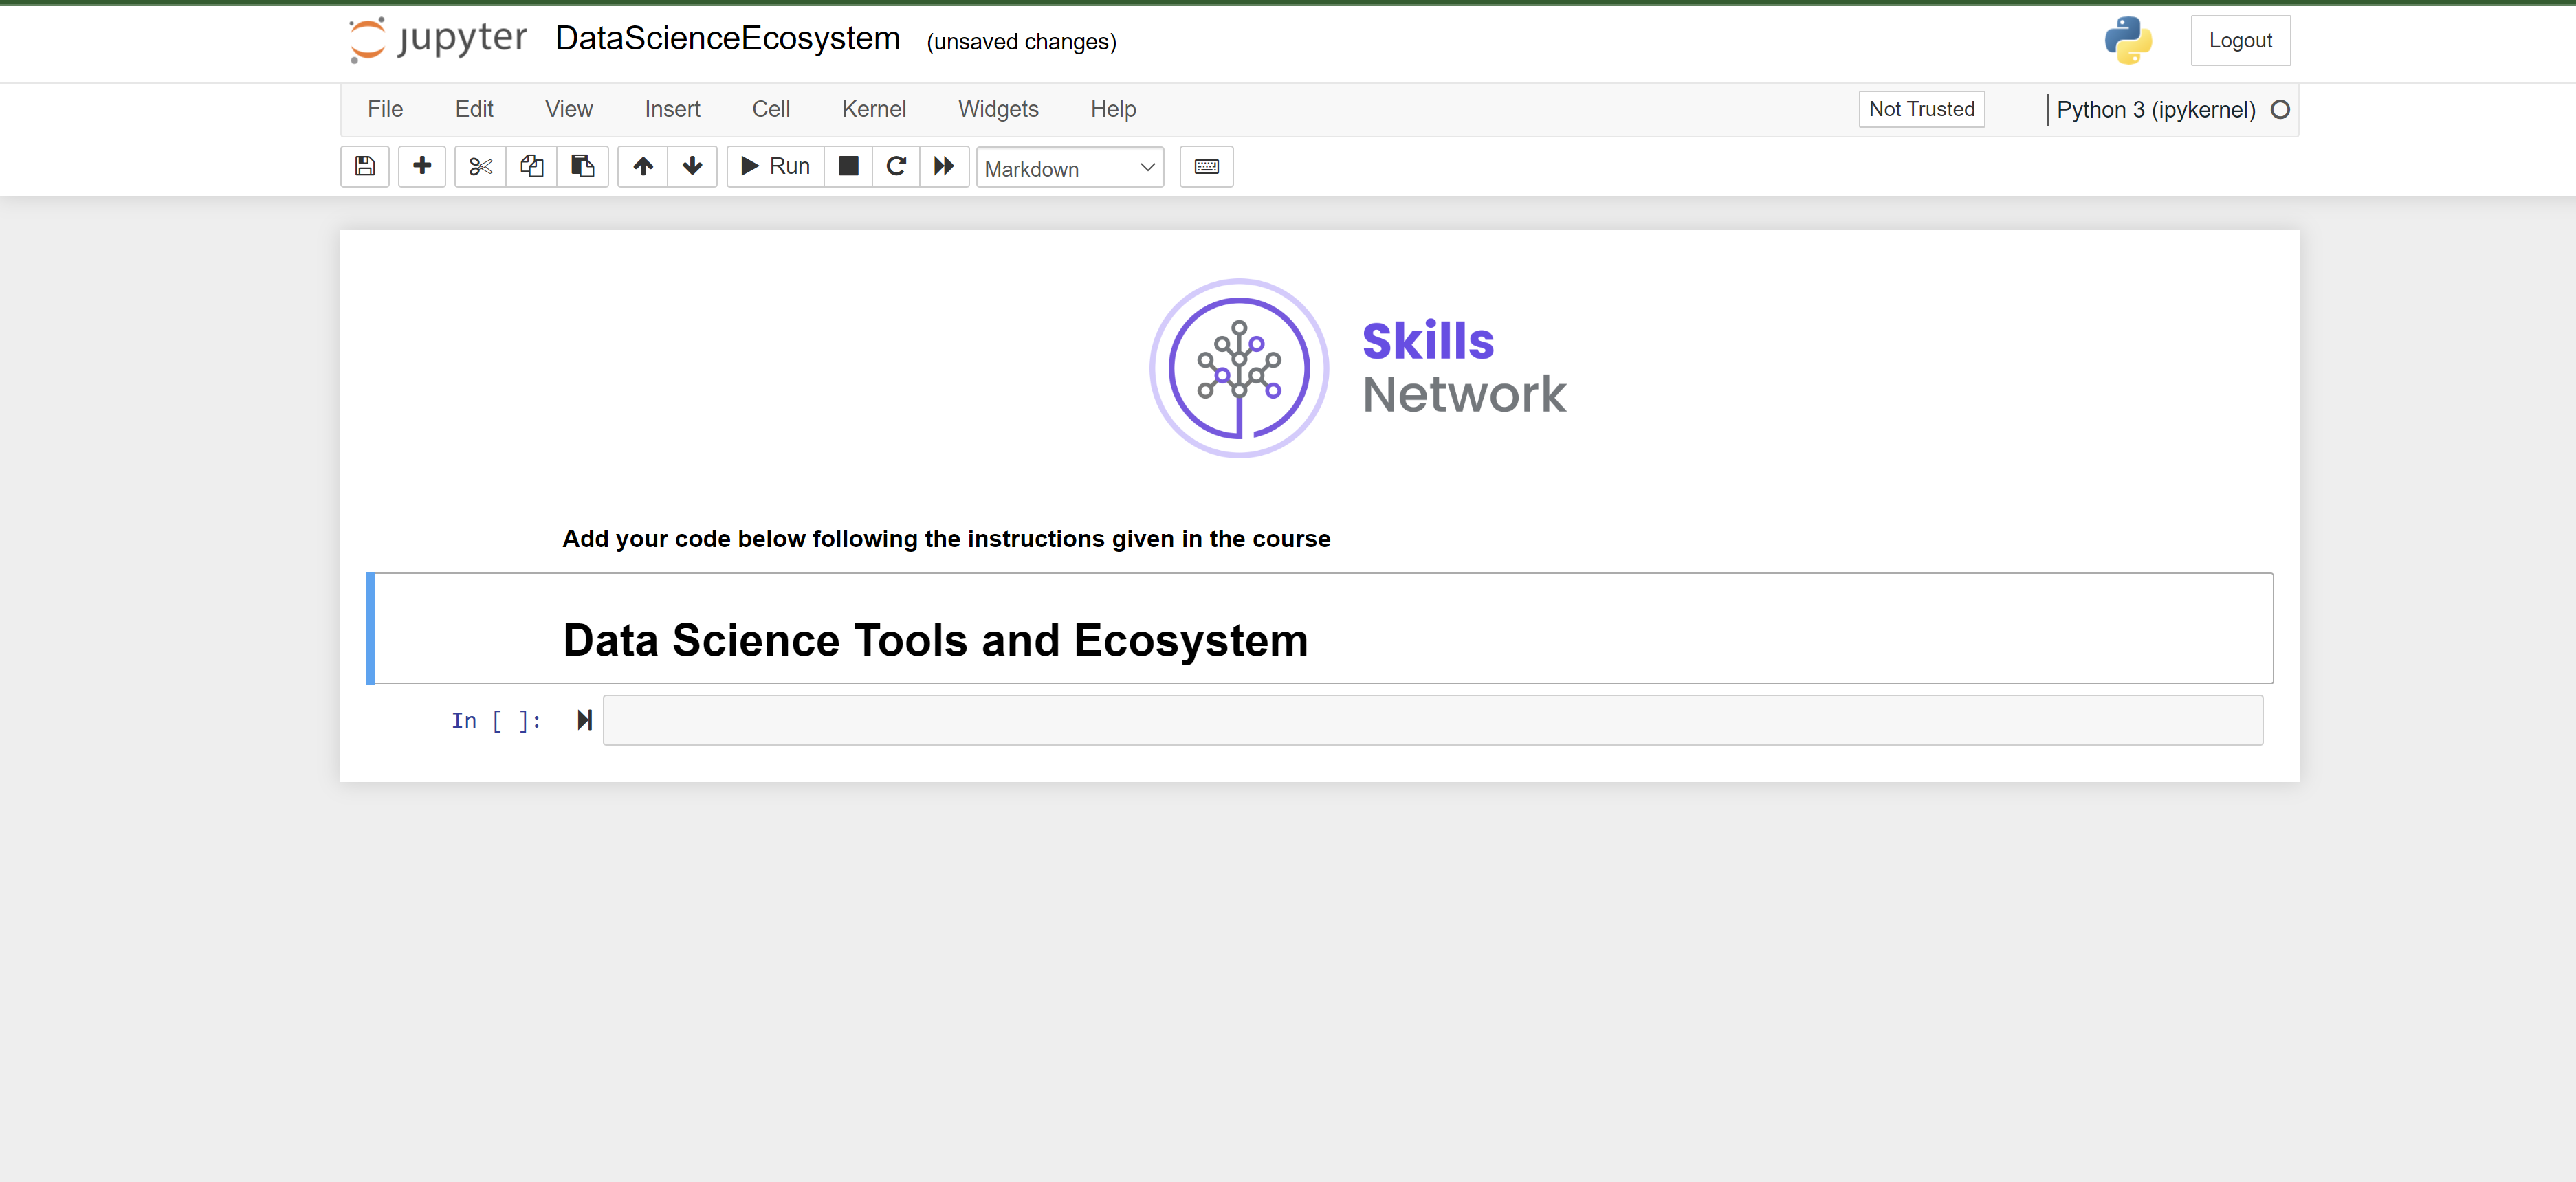 jupyter DataScienceEcosystem (unsaved changes) Logout
File Edit View Insert Cell Kernel Widgets Help Not Trusted Python 3 (ipykernel)
Run Markdown
Skills
Network
Add your code below following the instructions given in the course
Data Science Tools and Ecosystem
In [ ]: